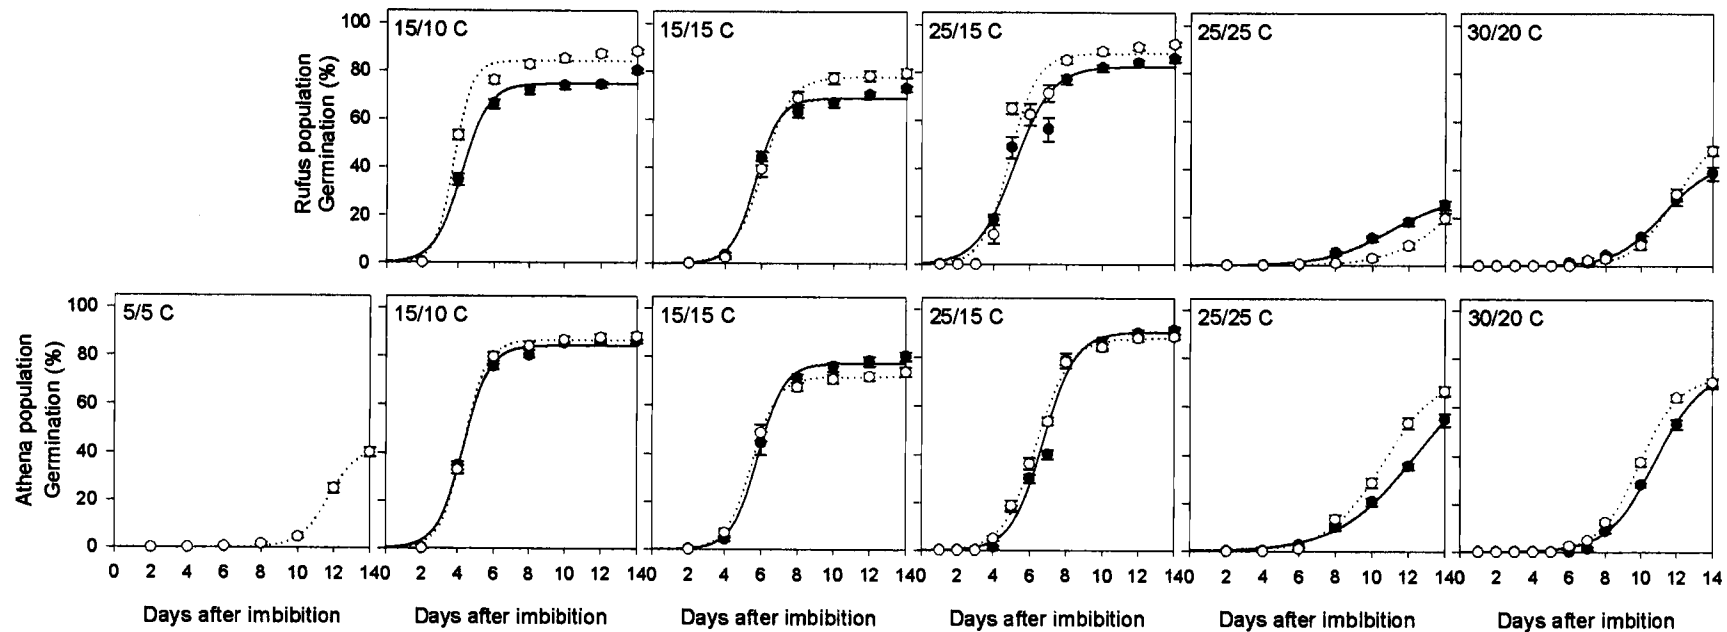 100
80
60
40
20
0
Rufus population
Germination (%)
15/10 C
15/15 C
25/15 C
25/25 C
30/20 C
100
80
60
40
20
0
Athena population
Germination (%)
5/5 C
15/10 C
15/15 C
25/15 C
25/25 C
30/20 C
0 2 4 6 8 10 12 140 2 4 6 8 10 12 140 2 4 6 8 10 12 140 2 4 6 8 10 12 140 2 4 6 8 10 12 140 2 4 6 8 10 12 14
Days after imbibition Days after imbibition Days after imbibition Days after imbibition Days after imbibition Days after imbibition